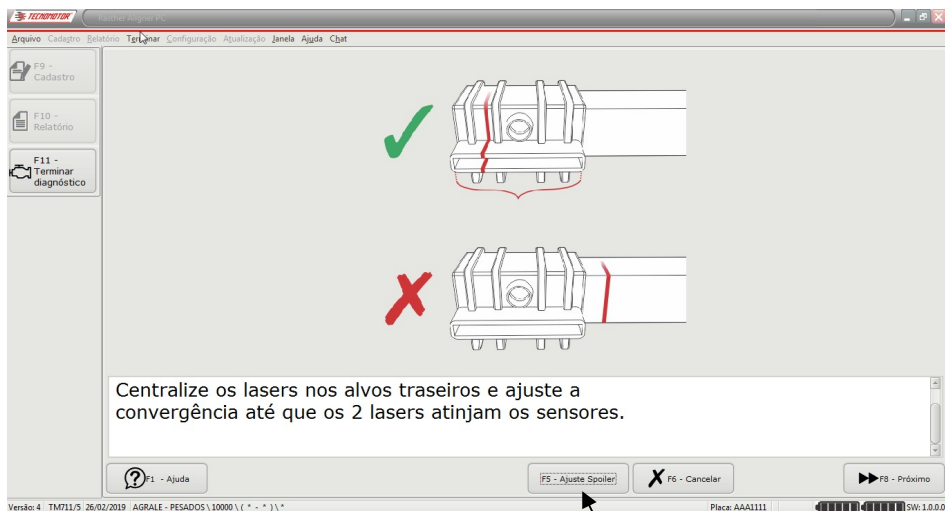 TECNOMOTOR
Rasther Aligner PC
Arquivo Cadastro Relatório Terminar Configuração Atualização Janela Ajuda Chat
F9 -
Cadastro
F10 -
Relatório
F11 -
Terminar
diagnóstico
Centralize os lasers nos alvos traseiros e ajuste a
convergência até que os 2 lasers atinjam os sensores.
F1 - Ajuda
F5 - Ajuste Spoiler
F6 - Cancelar
F8 - Próximo
Versão: 4 TM711/5 26/02/2019 AGRALE - PESADOS \ 10000 \ ( * - * ) \ * Placa: AAA1111 SW: 1.0.0.0